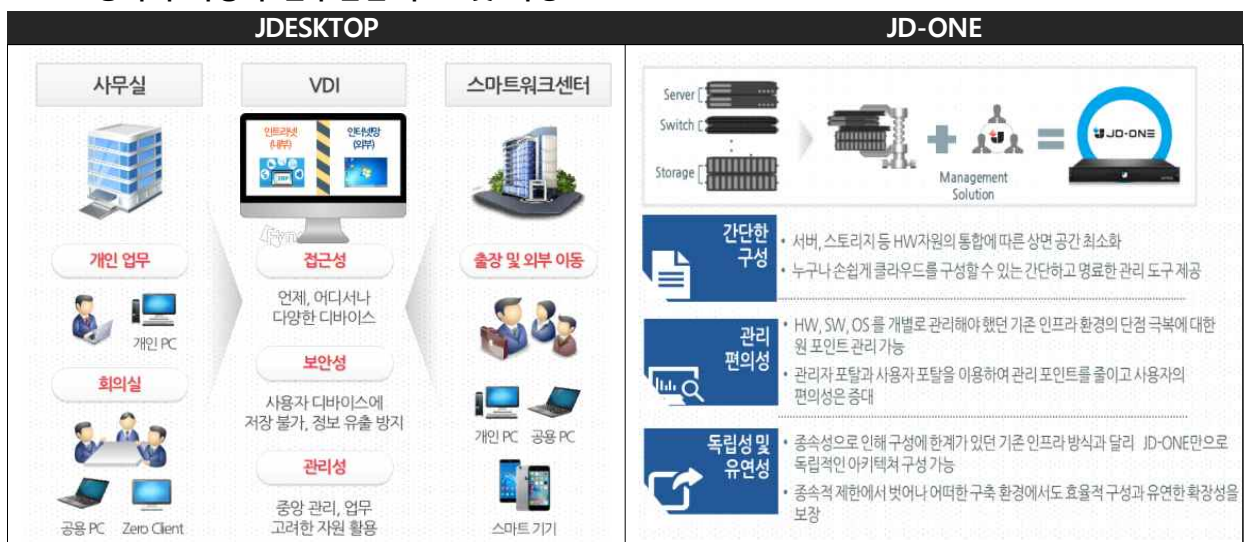 JDESKTOP
사무실
VDI
스마트워크센터
인트라넷
(내부)
인터넷망
(외부)
개인 업무
접근성
출장 및 외부 이동
언제, 어디서나
다양한 디바이스
개인 PC
보안성
회의실
사용자 디바이스에
저장 불가, 정보 유출 방지
개인 PC 공용 PC
관리성
중앙 관리, 업무
고려한 자원 활용
공용 PC Zero Client
스마트 기기
JD-ONE
Server
Switch
Storage
Management
Solution
JD-ONE
간단한
구성
• 서버, 스토리지 등 HW자원의 통합에 따른 상면 공간 최소화
• 누구나 손쉽게 클라우드를 구성할 수 있는 간단하고 명료한 관리 도구 제공
관리
편의성
• HW, SW, OS 를 개별로 관리해야 했던 기존 인프라 환경의 단점 극복에 대한
원 포인트 관리 가능
• 관리자 포탈과 사용자 포탈을 이용하여 관리 포인트를 줄이고 사용자의
편의성은 증대
독립성 및
유연성
• 종속성으로 인해 구성에 한계가 있던 기존 인프라 방식과 달리 JD-ONE만으로
독립적인 아키텍쳐 구성 가능
• 종속적 제한에서 벗어나 어떠한 구축 환경에서도 효율적 구성과 유연한 확장성을
보장